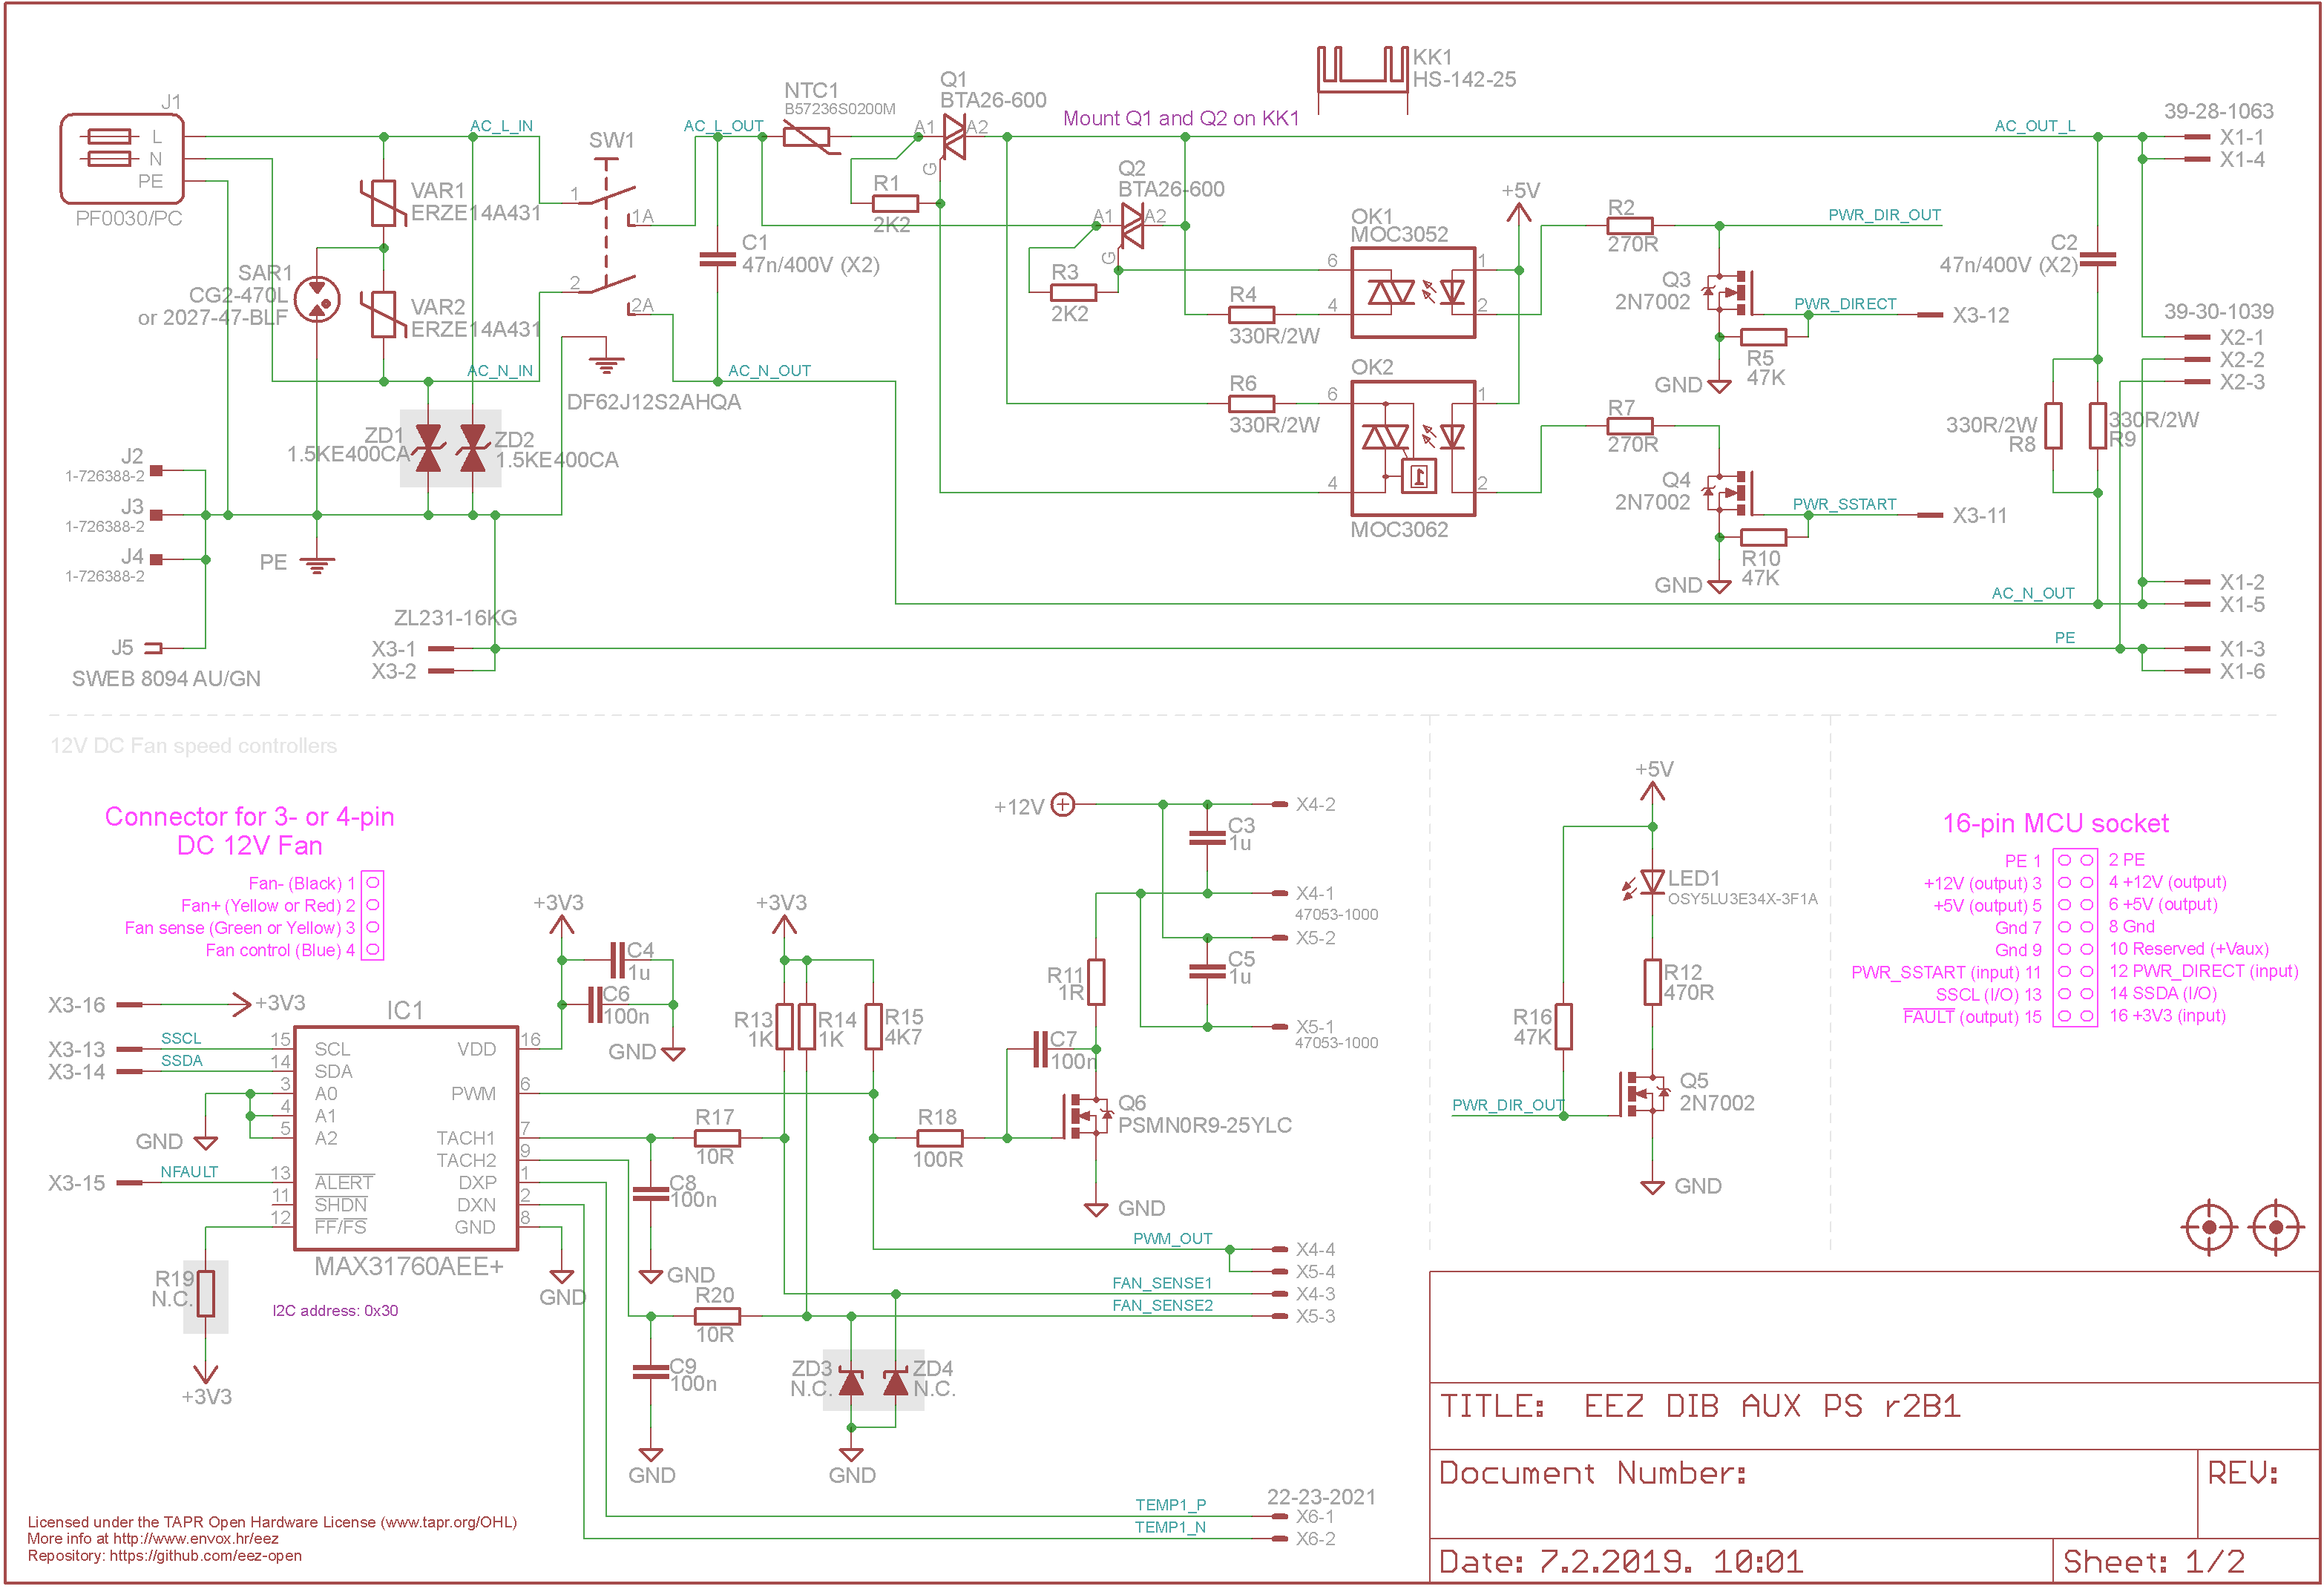 KK1
HS-142-25
J1
L
N
PE
PF0030/PC
AC_L_IN
VAR1
ERZE14A431
SAR1
CG2-470L
or 2027-47-BLF
VAR2
ERZE14A431
AC_N_IN
SW1
1
1A
2
2A
DF62J12S2AHQA
AC_L_OUT
C1
47n/400V (X2)
AC_N_OUT
NTC1
B57236S0200M
Q1
BTA26-600
A1
A2
G
R1
2K2
Mount Q1 and Q2 on KK1
Q2
BTA26-600
A1
A2
G
R3
2K2
R4
330R/2W
R6
330R/2W
OK1
MOC3052
6
4
1
2
OK2
6
4
1
2
MOC3062
+5V
R2
270R
PWR_DIR_OUT
Q3
2N7002
PWR_DIRECT
X3-12
R5
47K
GND
R7
270R
Q4
2N7002
PWR_SSTART
X3-11
R10
47K
GND
AC_OUT_L
39-28-1063
X1-1
X1-4
C2
47n/400V (X2)
39-30-1039
X2-1
X2-2
X2-3
330R/2W
R8
330R/2W
R9
AC_N_OUT
X1-2
X1-5
PE
X1-3
X1-6
ZD1
1.5KE400CA
ZD2
1.5KE400CA
J2
1-726388-2
J3
1-726388-2
J4
1-726388-2
PE
J5
SWEB 8094 AU/GN
ZL231-16KG
X3-1
X3-2
12V DC Fan speed controllers
Connector for 3- or 4-pin
DC 12V Fan
Fan- (Black) 1
Fan+ (Yellow or Red) 2
Fan sense (Green or Yellow) 3
Fan control (Blue) 4
X3-16
+3V3
X3-13
SSCL
X3-14
SSDA
GND
X3-15
NFAULT
IC1
15
SCL
14
SDA
3
A0
4
A1
5
A2
13
ALERT
11
SHDN
12
FF/FS
VDD
16
PWM
6
TACH1
7
TACH2
9
DXP
1
DXN
2
GND
8
MAX31760AEE+
R19
N.C.
+3V3
I2C address: 0x30
+3V3
C4
1u
C6
100n
GND
GND
+3V3
R13
1K
R14
1K
R15
4K7
R17
10R
C8
100n
GND
R20
10R
C9
100n
GND
R18
100R
C7
100n
R11
1R
Q6
PSMN0R9-25YLC
GND
+12V
X4-2
C3
1u
X4-1
47053-1000
X5-2
C5
1u
X5-1
47053-1000
PWM_OUT
X4-4
X5-4
FAN_SENSE1
X4-3
FAN_SENSE2
X5-3
ZD3
N.C.
ZD4
N.C.
GND
22-23-2021
TEMP1_P
X6-1
TEMP1_N
X6-2
+5V
LED1
OSY5LU3E34X-3F1A
R12
470R
R16
47K
PWR_DIR_OUT
Q5
2N7002
GND
16-pin MCU socket
PE 1
2 PE
+12V (output) 3
4 +12V (output)
+5V (output) 5
6 +5V (output)
Gnd 7
8 Gnd
Gnd 9
10 Reserved (+Vaux)
PWR_SSTART (input) 11
12 PWR_DIRECT (input)
SSCL (I/O) 13
14 SSDA (I/O)
FAULT (output) 15
16 +3V3 (input)
TITLE: EEZ DIB AUX PS r2B1
Document Number:
REV:
Date: 7.2.2019. 10:01
Sheet: 1/2
Licensed under the TAPR Open Hardware License (www.tapr.org/OHL)
More info at http://www.envox.hr/eez
Repository: https://github.com/eez-open